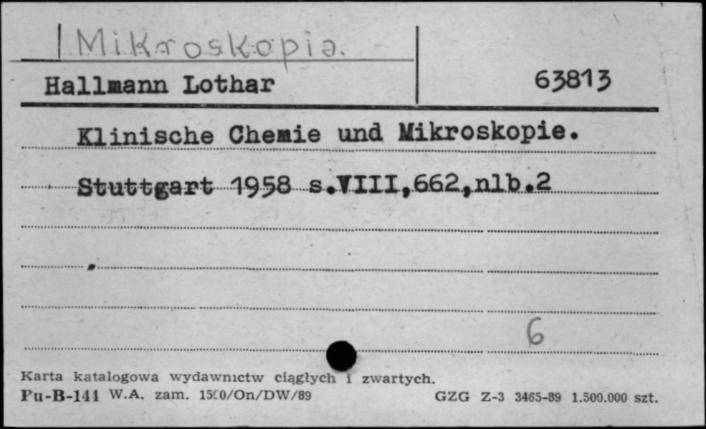 Mikroskopia.
Hallmann Lothar 63813
Klinische Chemie und Mikroskopie.
Stuttgart 1958 s.VIII,662,nlb.2
6
Karta katalogowa wydawnictw ciągłych i zwartych.
Pu-B-141 W.A. zam. 1500/On/DW/89 GZG Z-3 3465-89 1.500.000 szt.